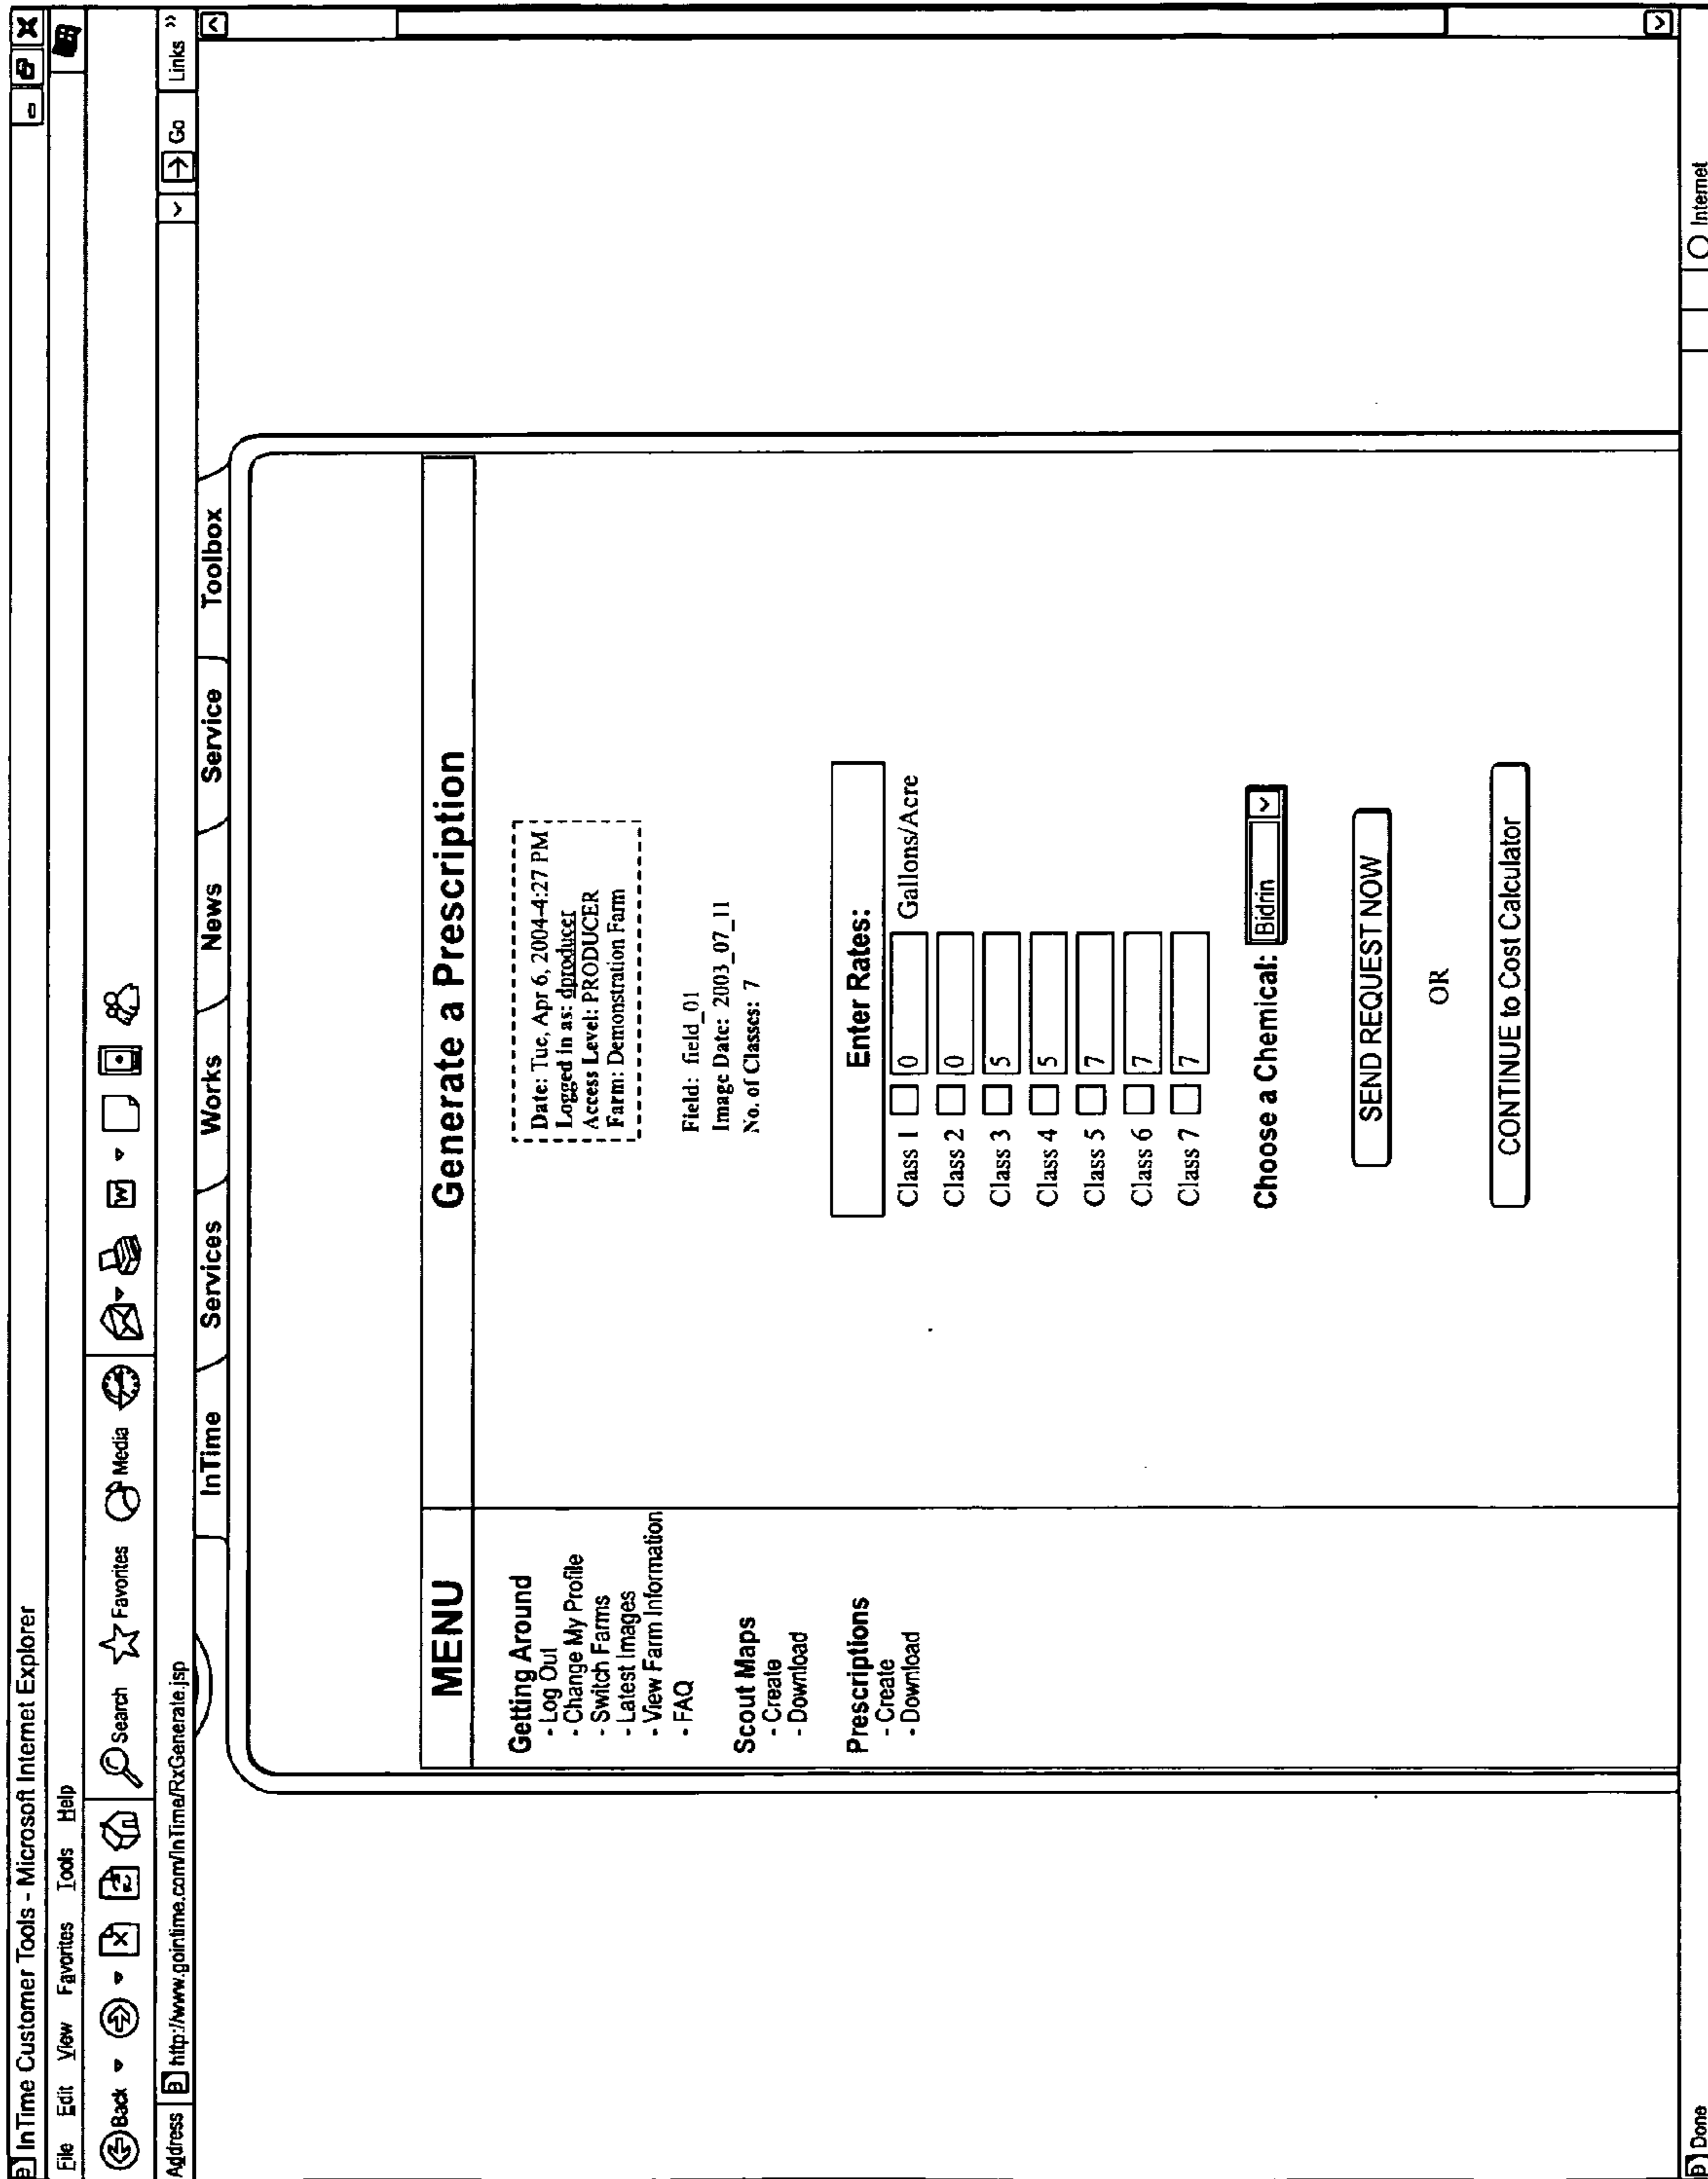 InTime Customer Tools - Microsoft Internet Explorer
File Edit View Favorites Tools Help
Back Search Favorites Media
Address http://www.gointime.com/InTime/RxGenerate.jsp Go Links »
InTime Services Works News Service Toolbox
MENU
Getting Around
- Log Out
- Change My Profile
- Switch Farms
- Latest Images
- View Farm Information
- FAQ
Scout Maps
- Create
- Download
Prescriptions
- Create
- Download
Generate a Prescription
Date: Tue, Apr 6, 2004-4:27 PM
Logged in as: dproducer
Access Level: PRODUCER
Farm: Demonstration Farm
Field: field_01
Image Date: 2003_07_11
No. of Classes: 7
Enter Rates:
Class 1 0 Gallons/Acre
Class 2 0
Class 3 5
Class 4 5
Class 5 7
Class 6 7
Class 7 7
Choose a Chemical: Bidrin
SEND REQUEST NOW
OR
CONTINUE to Cost Calculator
Done Internet